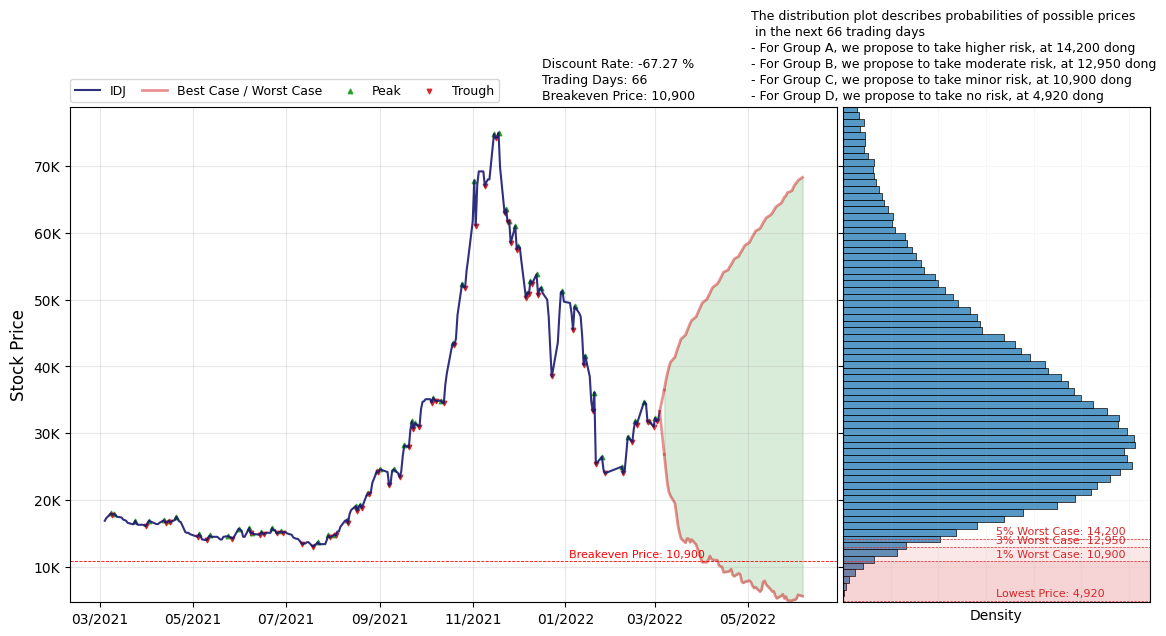 The distribution plot describes probabilities of possible prices
in the next 66 trading days
- For Group A, we propose to take higher risk, at 14,200 dong
- For Group B, we propose to take moderate risk, at 12,950 dong
- For Group C, we propose to take minor risk, at 10,900 dong
- For Group D, we propose to take no risk, at 4,920 dong
Discount Rate: -67.27 %
Trading Days: 66
Breakeven Price: 10,900
IDJ
Best Case / Worst Case
Peak
Trough
Stock Price
70K
60K
50K
40K
30K
20K
10K
Breakeven Price: 10,900
5% Worst Case: 14,200
3% Worst Case: 12,950
1% Worst Case: 10,900
Lowest Price: 4,920
03/2021
05/2021
07/2021
09/2021
11/2021
01/2022
03/2022
05/2022
Density